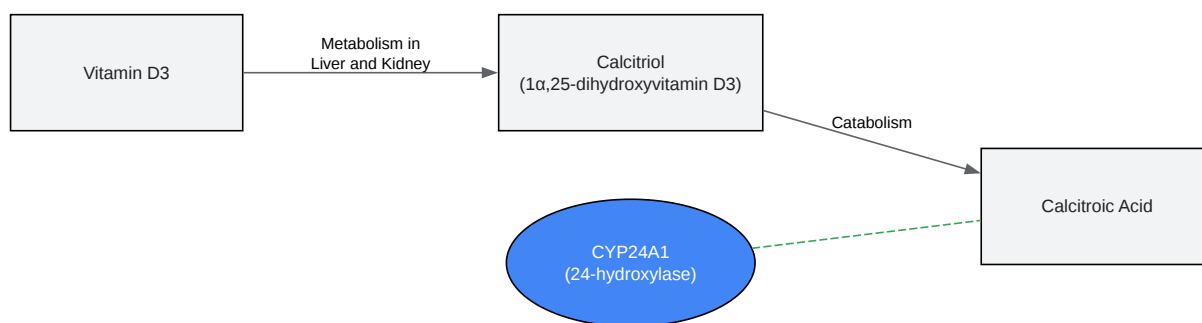 Vitamin D3
Metabolism in
Liver and Kidney
Calcitriol
(1α,25-dihydroxyvitamin D3)
Catabolism
Calcitroic Acid
CYP24A1
(24-hydroxylase)